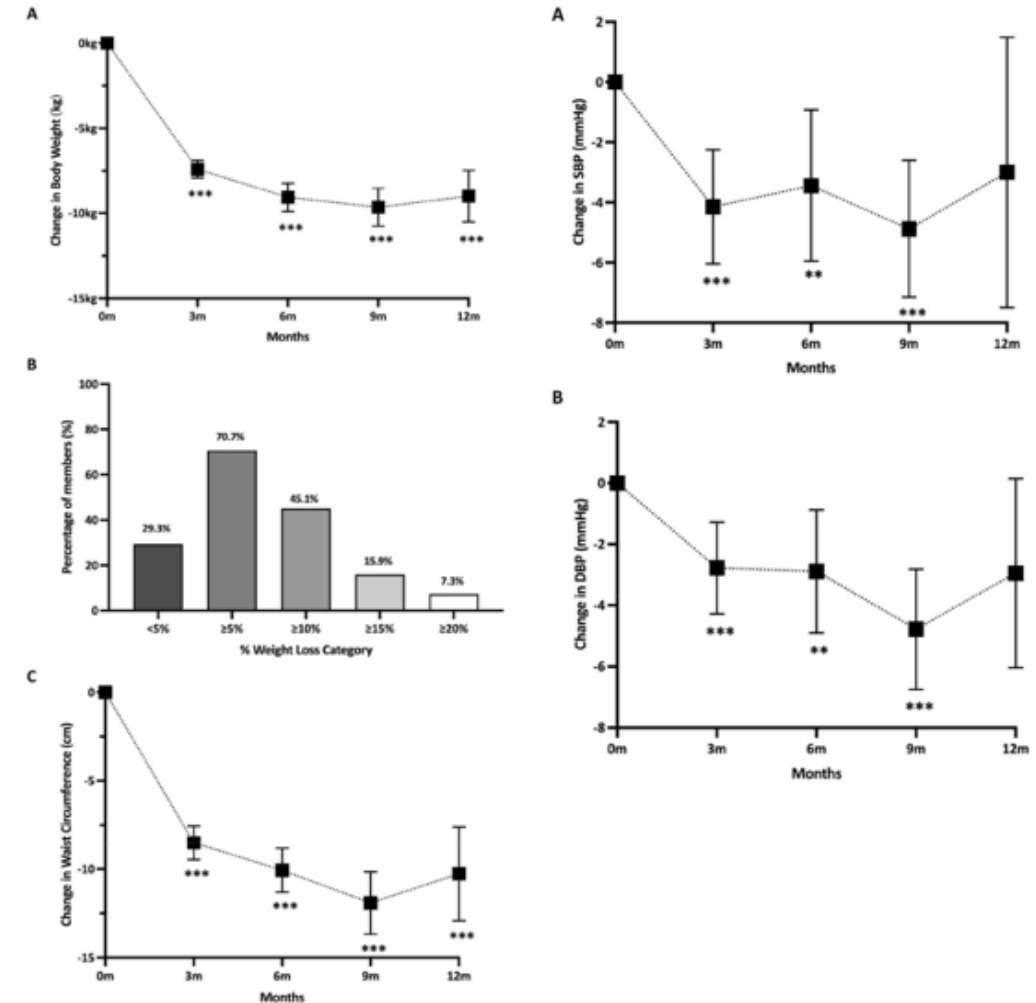 A
Change in Body Weight (kg)
0kg
-5kg
-10kg
-15kg
***
***
***
***
0m 3m 6m 9m 12m
Months
B
Percentage of members (%)
100
80
60
40
20
0
29.3%
70.7%
45.1%
15.9%
7.3%
<5% ≥5% ≥10% ≥15% ≥20%
% Weight Loss Category
C
Change in Waist Circumference (cm)
0
-5
-10
-15
***
***
***
***
0m 3m 6m 9m 12m
Months
A
Change in SBP (mmHg)
2
0
-2
-4
-6
-8
***
**
***
0m 3m 6m 9m 12m
Months
B
Change in DBP (mmHg)
2
0
-2
-4
-6
-8
***
**
***
0m 3m 6m 9m 12m
Months